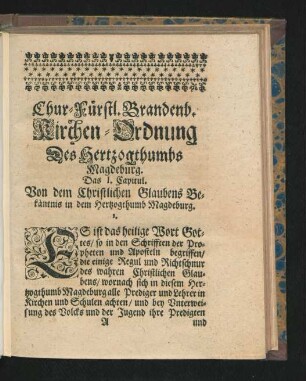 Chur-Fürstl. Brandenb.
Kirchen-Ordnung
Des Hertzogthumbs
Magdeburg.
Das I. Capitul.
Von dem Christlichen Glaubens Be-
käntnis in dem Hertzogthumb Magdeburg.
1.
ES ist das heilige Wort Got-
tes/ so in den Schrifften der Pro-
pheten und Aposteln begriffen/
die einige Regul und Richtschnur
des wahren Christlichen Glau-
bens/ wornach sich in diesem Her-
tzogthumb Magdeburg alle Prediger und Lehrer in
Kirchen und Schulen achten/ und bey Unterwei-
sung des Volcks und der Jugend ihre Predigten
A und